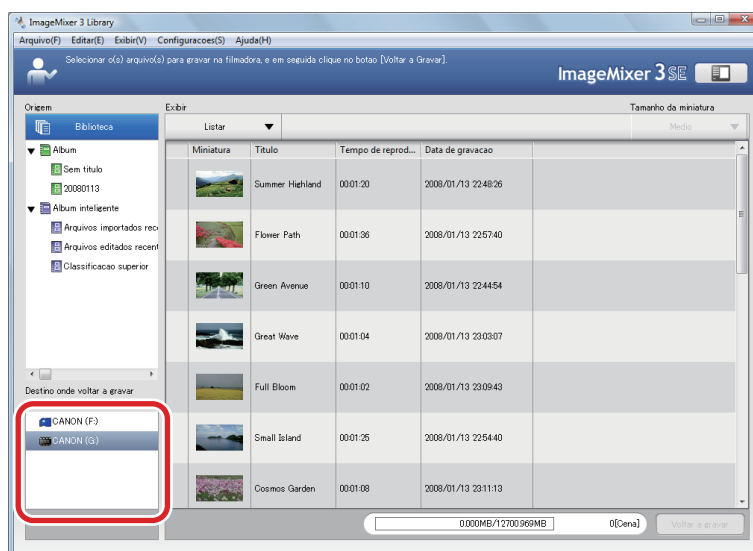 ImageMixer 3 Library
Arquivo(F) Editar(E) Exibir(V) Configuracoes(S) Ajuda(H)
Selecionar o(s) arquivo(s) para gravar na filmadora, e em seguida clique no botao [Voltar a Gravar].
ImageMixer 3 SE
Origem
Exibir
Tamanho da miniatura
Biblioteca
Listar
Medio
Album
Sem titulo
20080113
Album inteligente
Arquivos importados rec
Arquivos editados recent
Classificacao superior
Miniatura Titulo Tempo de reprod... Data de gravacao
Summer Highland 00:01:20 2008/01/13 22:48:26
Flower Path 00:01:36 2008/01/13 22:57:40
Green Avenue 00:01:10 2008/01/13 22:44:54
Great Wave 00:01:04 2008/01/13 23:03:07
Full Bloom 00:01:02 2008/01/13 23:09:43
Small Island 00:01:25 2008/01/13 22:54:40
Cosmos Garden 00:01:08 2008/01/13 23:11:13
Destino onde voltar a gravar
CANON (F:)
CANON (G:)
0.000MB/12700.969MB
0[Cena]
Voltar a gravar